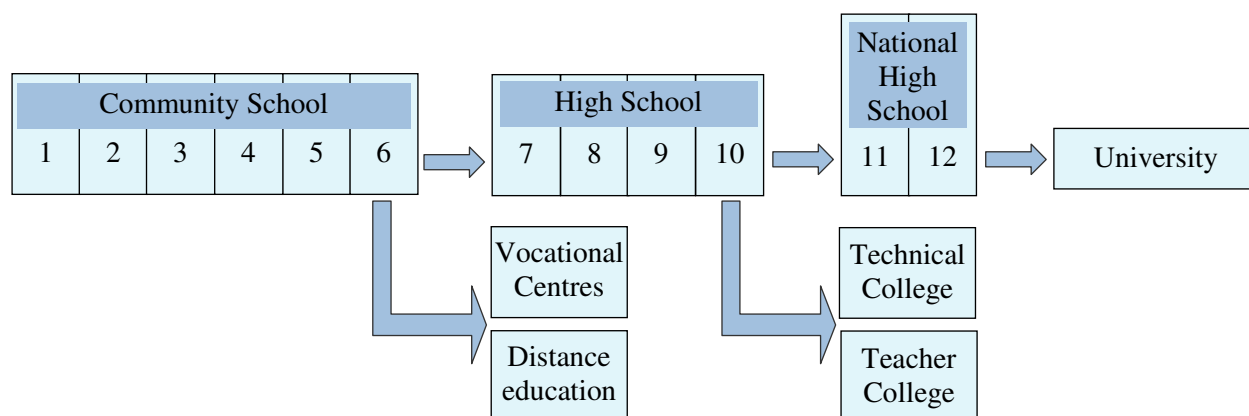 Community School
1 2 3 4 5 6
High School
7 8 9 10
National
High
School
11 12
University
Vocational
Centres
Distance
education
Technical
College
Teacher
College